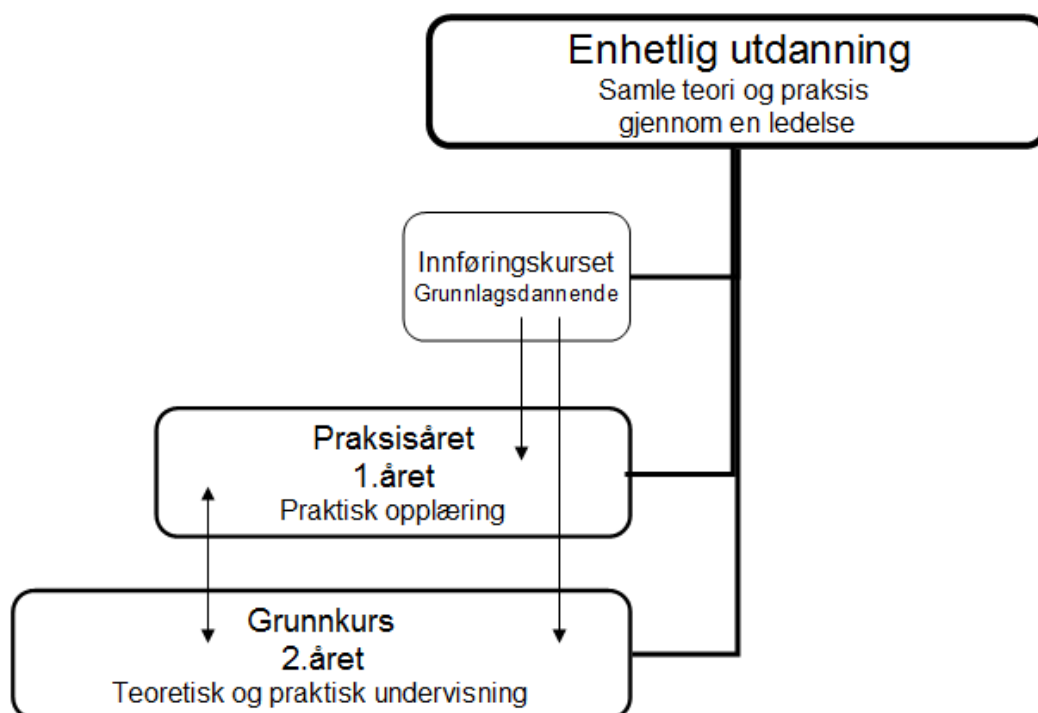 Enhetlig utdanning
Samle teori og praksis
gjennom en ledelse
Innføringskurset
Grunnlagsdannende
Praksisåret
1.året
Praktisk opplæring
Grunnkurs
2.året
Teoretisk og praktisk undervisning